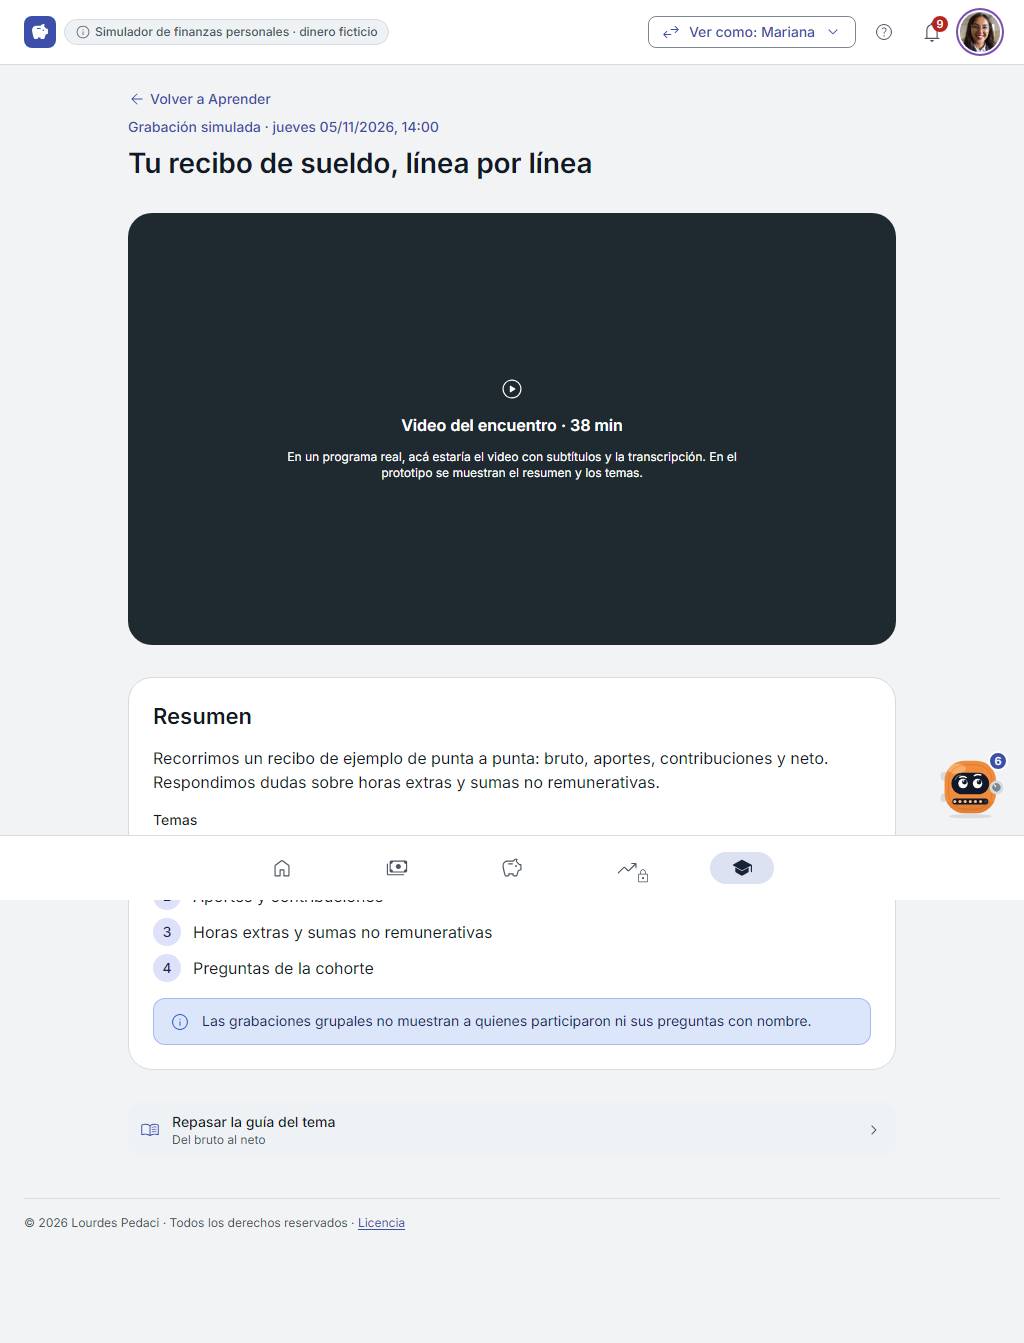 Simulador de finanzas personales · dinero ficticio
Ver como: Mariana
9
Volver a Aprender
Grabación simulada · jueves 05/11/2026, 14:00
Tu recibo de sueldo, línea por línea
Video del encuentro · 38 min
En un programa real, acá estaría el video con subtítulos y la transcripción. En el
prototipo se muestran el resumen y los temas.
Resumen
Recorrimos un recibo de ejemplo de punta a punta: bruto, aportes, contribuciones y neto.
Respondimos dudas sobre horas extras y sumas no remunerativas.
6
Temas
2 Aportes y contribuciones
3 Horas extras y sumas no remunerativas
4 Preguntas de la cohorte
Las grabaciones grupales no muestran a quienes participaron ni sus preguntas con nombre.
Repasar la guía del tema
Del bruto al neto
© 2026 Lourdes Pedaci · Todos los derechos reservados · Licencia